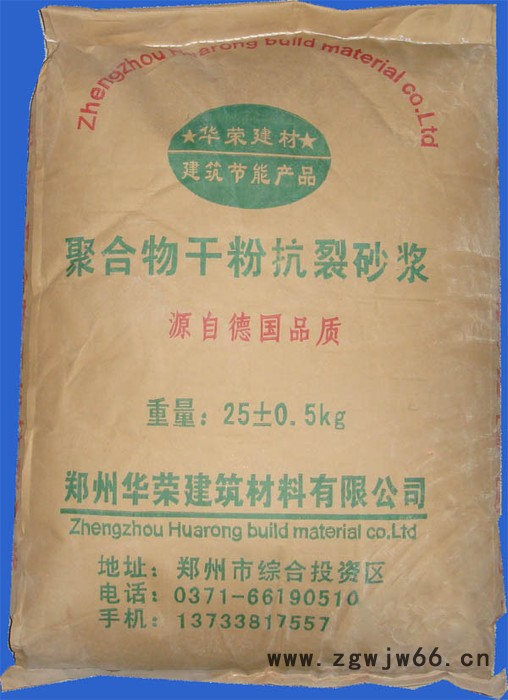 Zhengzhou Huarong build material co.Ltd
★华荣建材★
建筑节能产品
聚合物干粉抗裂砂浆
源自德国品质
重量：25±0.5kg
郑州华荣建筑材料有限公司
Zhengzhou Huarong build material co.Ltd
地址：郑州市综合投资区
电话：0371-66190510
手机：13733817557
www.zgwjw66.cn